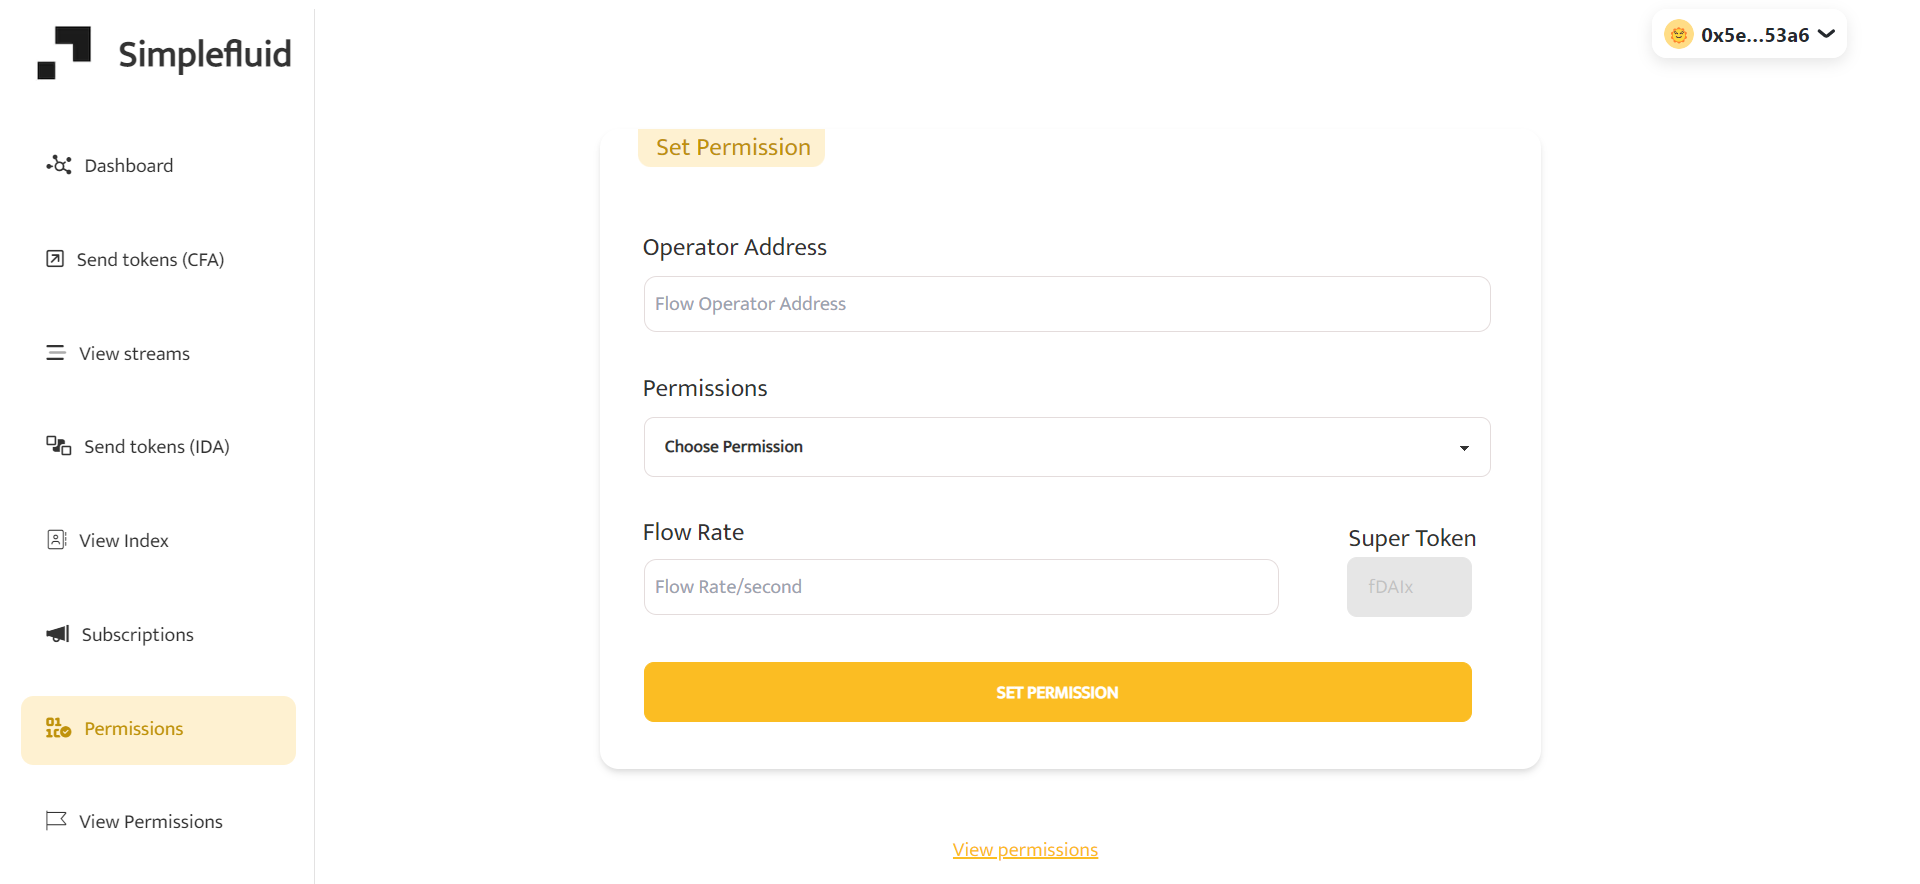 Simplefluid
0x5e...53a6
Dashboard
Send tokens (CFA)
View streams
Send tokens (IDA)
View Index
Subscriptions
Permissions
View Permissions
Set Permission
Operator Address
Flow Operator Address
Permissions
Choose Permission
Flow Rate
Super Token
Flow Rate/second
fDAIx
SET PERMISSION
View permissions